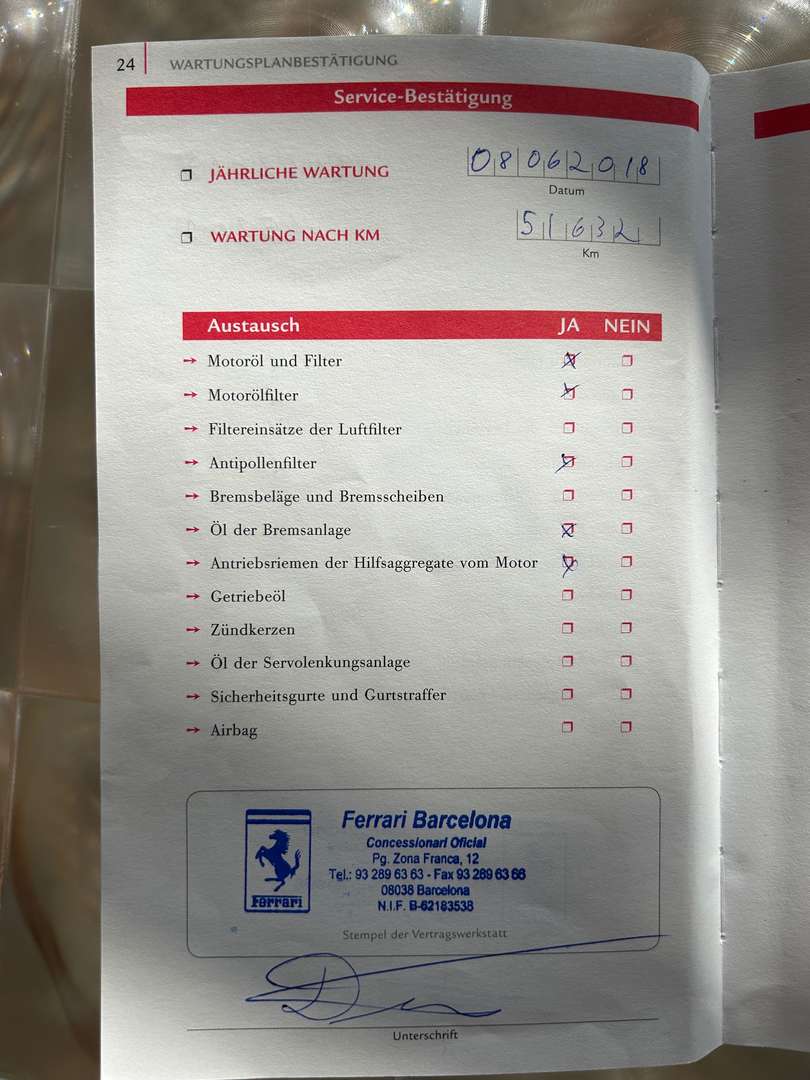 24 WARTUNGSPLANBESTÄTIGUNG
Service-Bestätigung
JÄHRLICHE WARTUNG 08062018
Datum
WARTUNG NACH KM 51632
Km
Austausch JA NEIN
Motoröl und Filter
Motorölfilter
Filtereinsätze der Luftfilter
Antipollenfilter
Bremsbeläge und Bremsscheiben
Öl der Bremsanlage
Antriebsriemen der Hilfsaggregate vom Motor
Getriebeöl
Zündkerzen
Öl der Servolenkungsanlage
Sicherheitsgurte und Gurtstraffer
Airbag
Ferrari
Ferrari Barcelona
Concessionari Oficial
Pg. Zona Franca, 12
Tel.: 93 289 63 63 - Fax 93 289 63 66
08038 Barcelona
N.I.F. B-62183538
Stempel der Vertragswerkstatt
Unterschrift